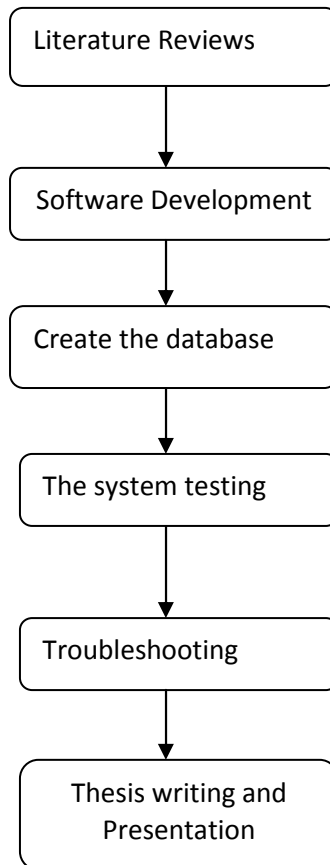 Literature Reviews
Software Development
Create the database
The system testing
Troubleshooting
Thesis writing and
Presentation